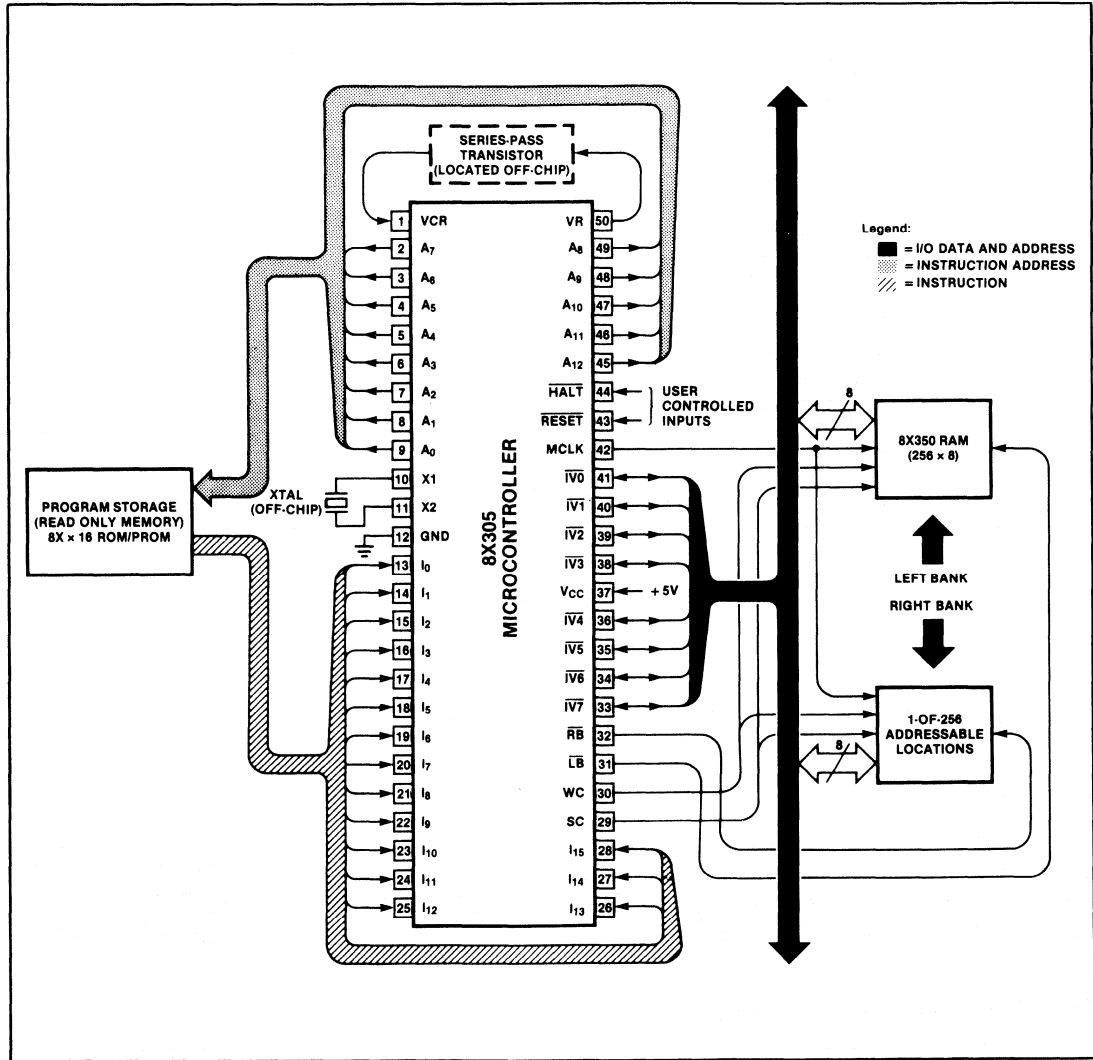 SERIES-PASS
TRANSISTOR
(LOCATED OFF-CHIP)
1 VCR VR 50
2 A7 A8 49
3 A6 A9 48
4 A5 A10 47
5 A4 A11 46
6 A3 A12 45
7 A2 HALT 44
8 A1 RESET 43
9 A0 MCLK 42
10 X1 IV0 41
11 X2 IV1 40
12 GND IV2 39
13 I0 IV3 38
14 I1 VCC 37 + 5V
15 I2 IV4 36
16 I3 IV5 35
17 I4 IV6 34
18 I5 IV7 33
19 I6 RB 32
20 I7 LB 31
21 I8 WC 30
22 I9 SC 29
23 I10 I15 28
24 I11 I14 27
25 I12 I13 26
8X305
MICROCONTROLLER
USER
CONTROLLED
INPUTS
XTAL
(OFF-CHIP)
PROGRAM STORAGE
(READ ONLY MEMORY)
8X × 16 ROM/PROM
Legend:
= I/O DATA AND ADDRESS
= INSTRUCTION ADDRESS
= INSTRUCTION
8
8X350 RAM
(256 × 8)
LEFT BANK
RIGHT BANK
1-OF-256
ADDRESSABLE
LOCATIONS
8